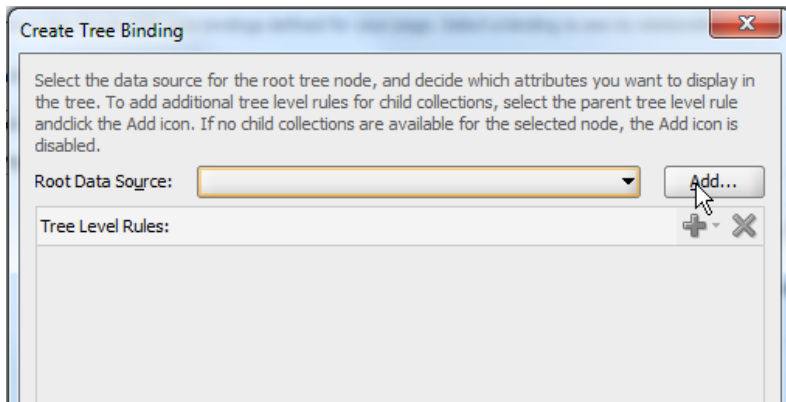 Create Tree Binding
Select the data source for the root tree node, and decide which attributes you want to display in
the tree. To add additional tree level rules for child collections, select the parent tree level rule
andclick the Add icon. If no child collections are available for the selected node, the Add icon is
disabled.
Root Data Source: Add...
Tree Level Rules: